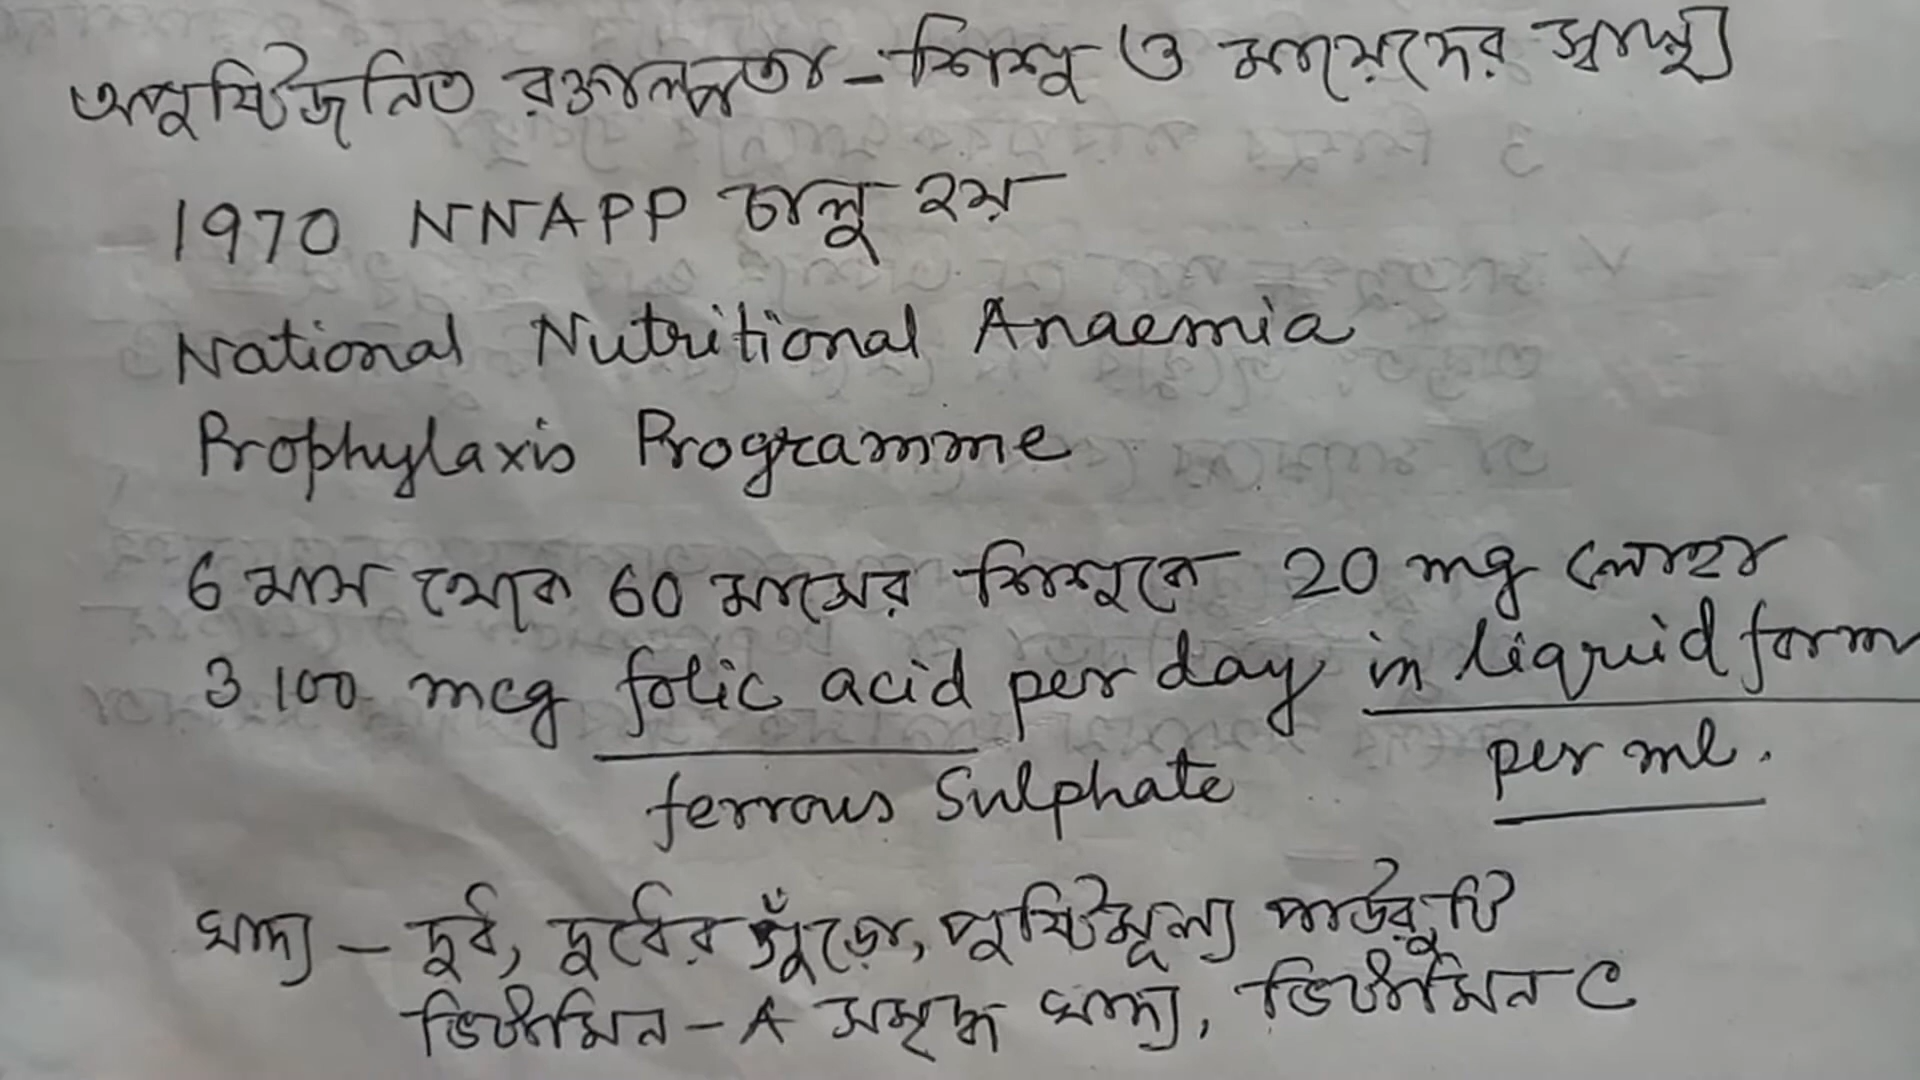 অপুষ্টিজনিত রক্তাল্পতা - শিশু ও মায়েদের স্বাস্থ্য
1970 NNAPP চালু হয়
National Nutritional Anaemia
Prophylaxis Programme
6 মাস থেকে 60 মাসের শিশুকে 20 mg লোহা
ও 100 mcg folic acid per day in liquid form
ferrous Sulphate per ml.
খাদ্য - দুধ, দুধের গুঁড়ো, পুষ্টিমূল্য পাউরুটি
ভিটামিন - A সমৃদ্ধ খাদ্য, ভিটামিন C